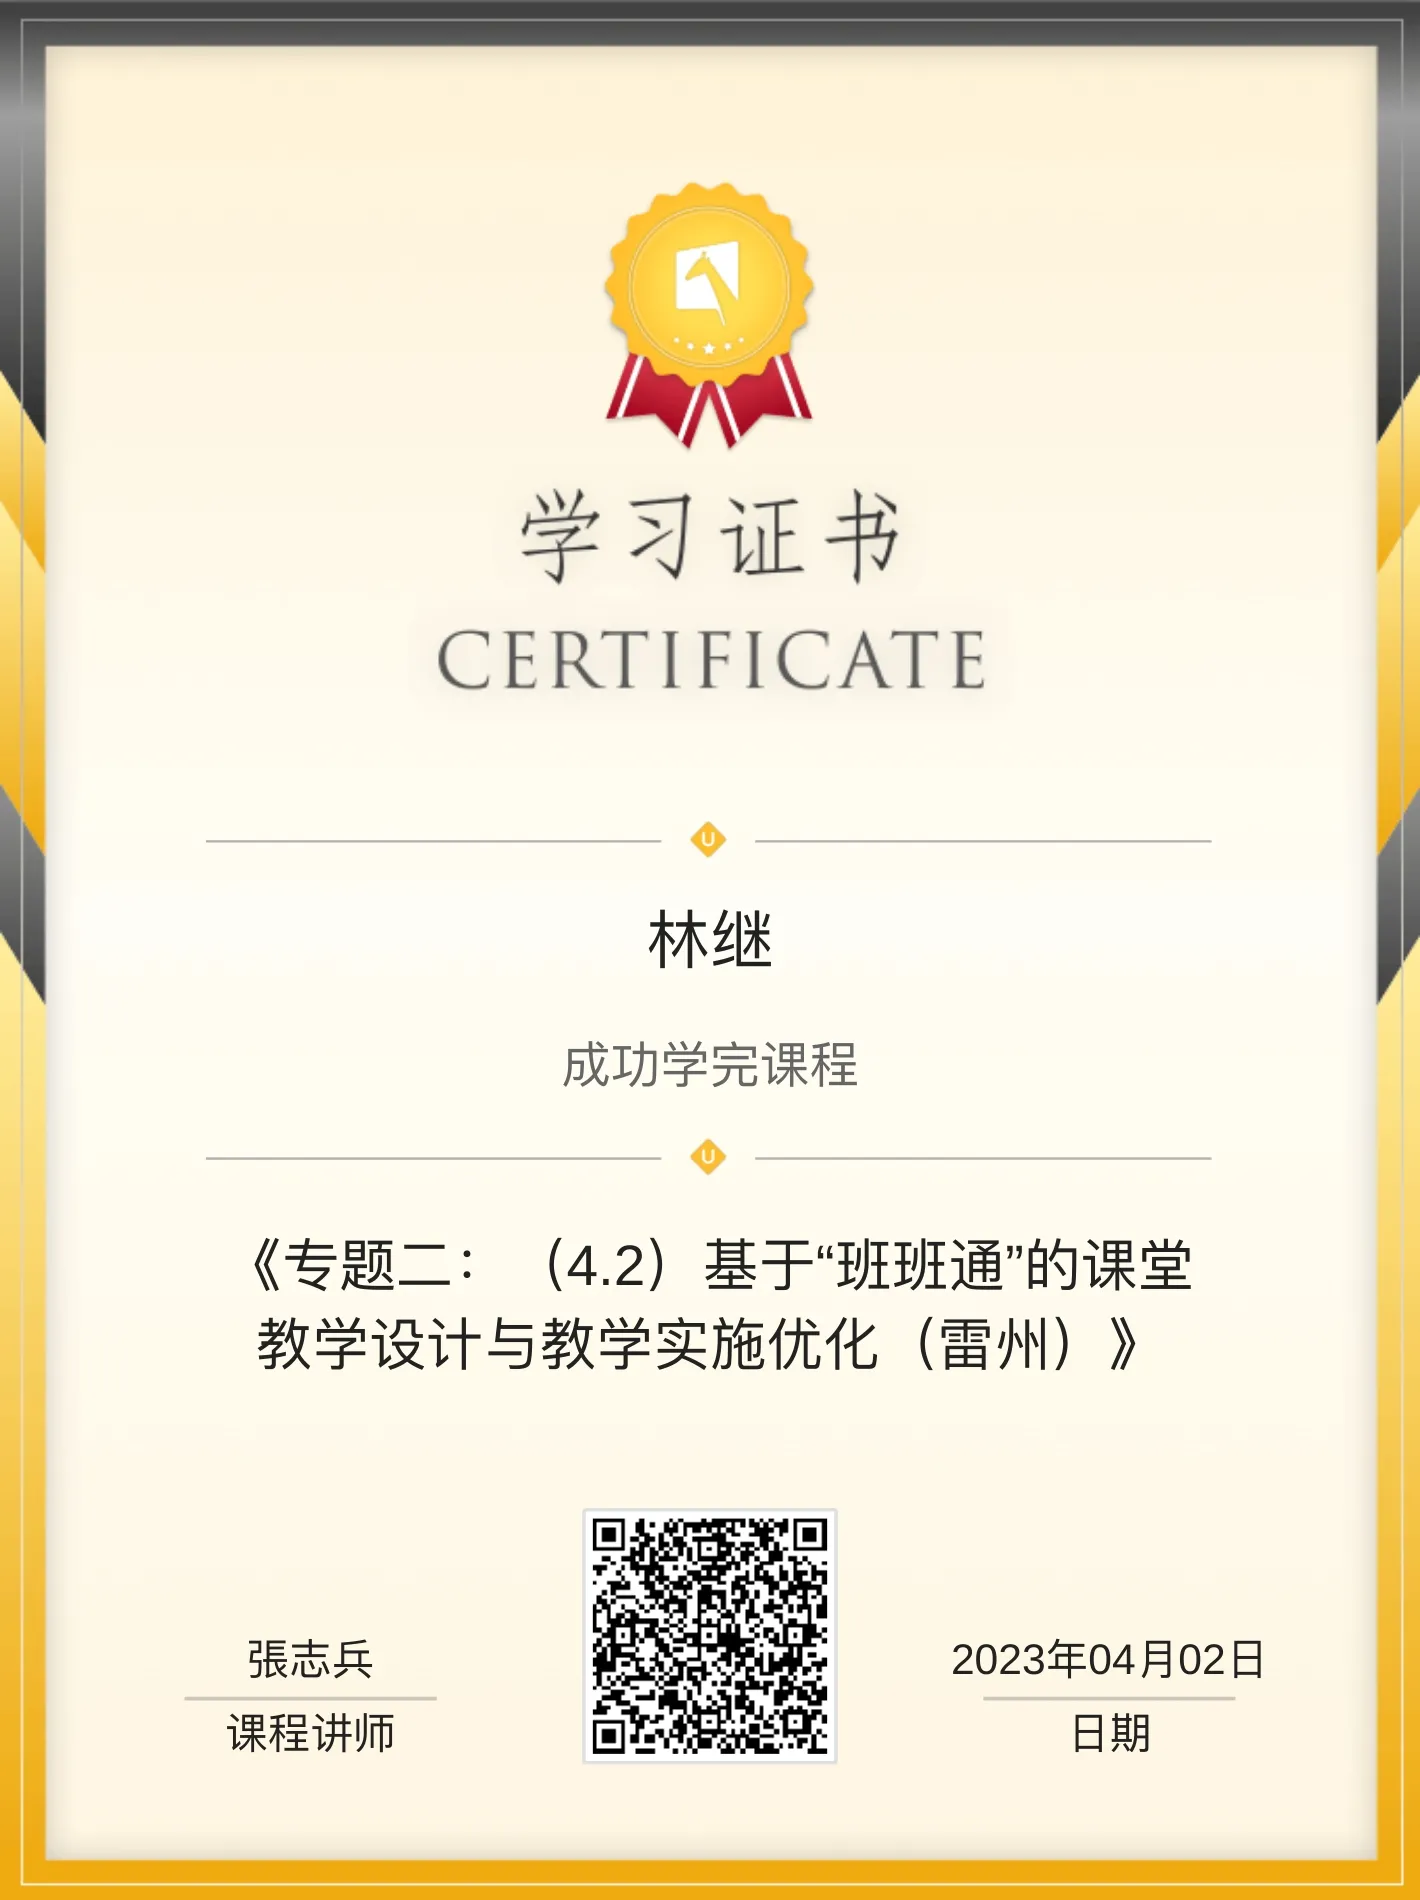 学习证书
CERTIFICATE
U
林继
成功学完课程
U
《专题二：（4.2）基于“班班通”的课堂
教学设计与教学实施优化（雷州）》
張志兵
课程讲师
2023年04月02日
日期